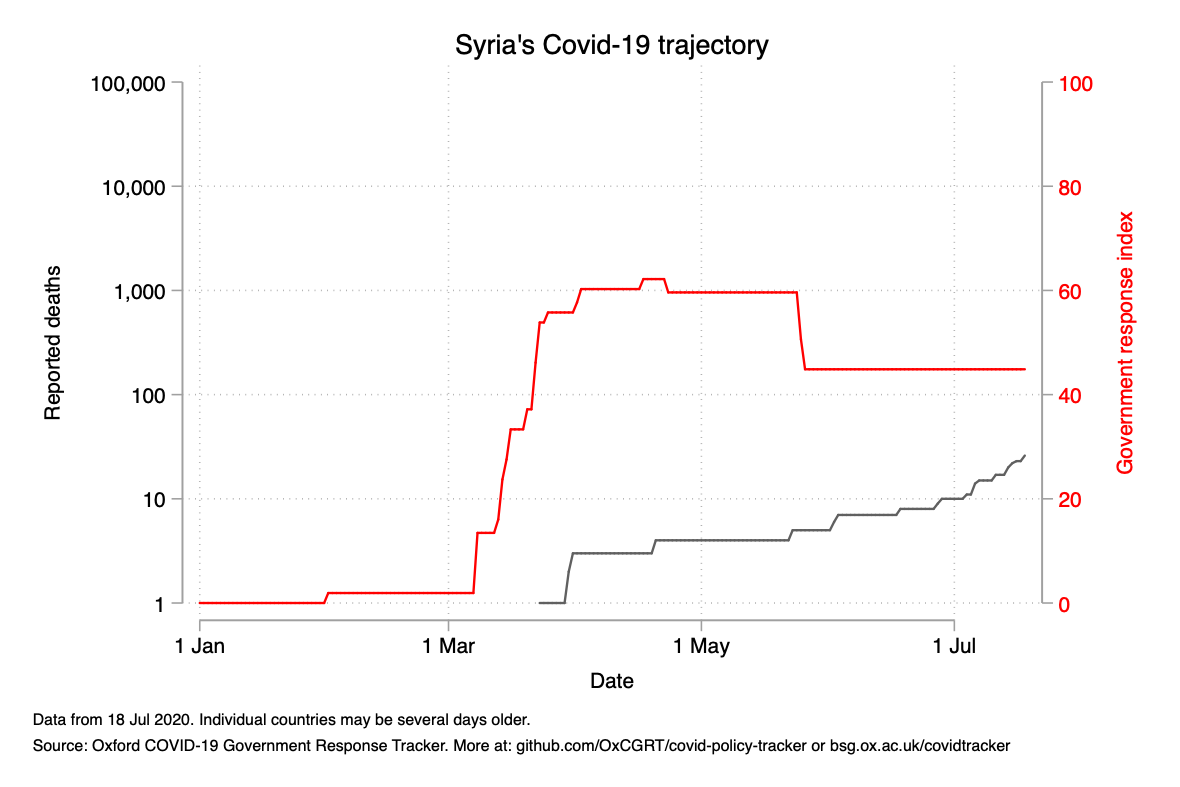 Syria's Covid-19 trajectory
100,000
10,000
1,000
100
10
1
Reported deaths
100
80
60
40
20
0
Government response index
1 Jan
1 Mar
1 May
1 Jul
Date
Data from 18 Jul 2020. Individual countries may be several days older.
Source: Oxford COVID-19 Government Response Tracker. More at: github.com/OxCGRT/covid-policy-tracker or bsg.ox.ac.uk/covidtracker